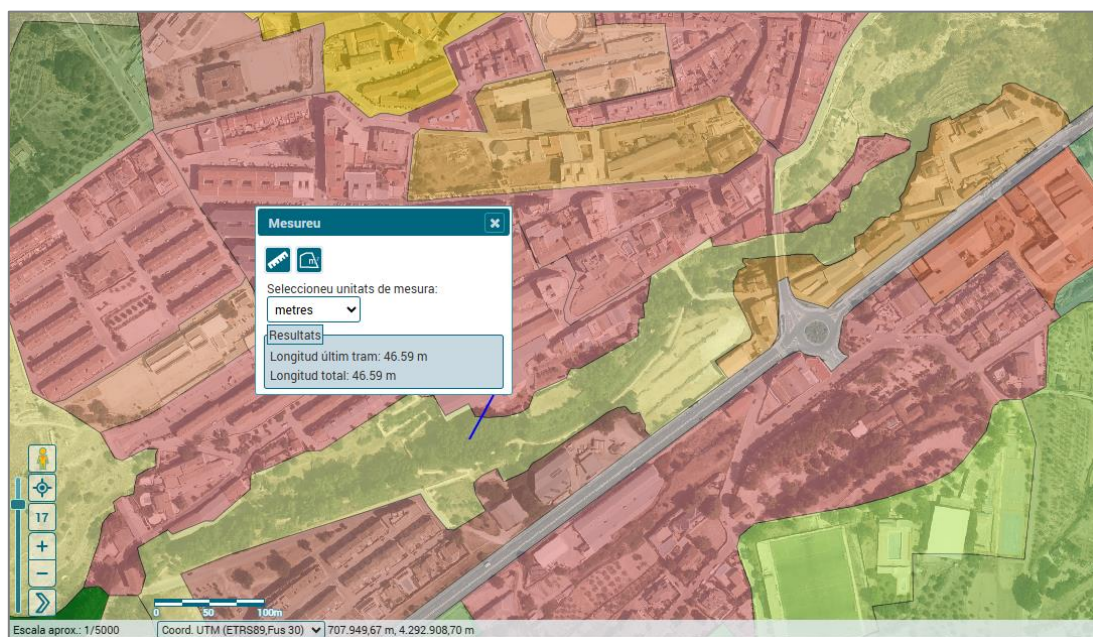 Mesureu
m²
Seleccioneu unitats de mesura:
metres
Resultats
Longitud últim tram: 46.59 m
Longitud total: 46.59 m
17
0 50 100m
Escala aprox.: 1/5000 Coord. UTM (ETRS89,Fus 30) 707.949,67 m, 4.292.908,70 m